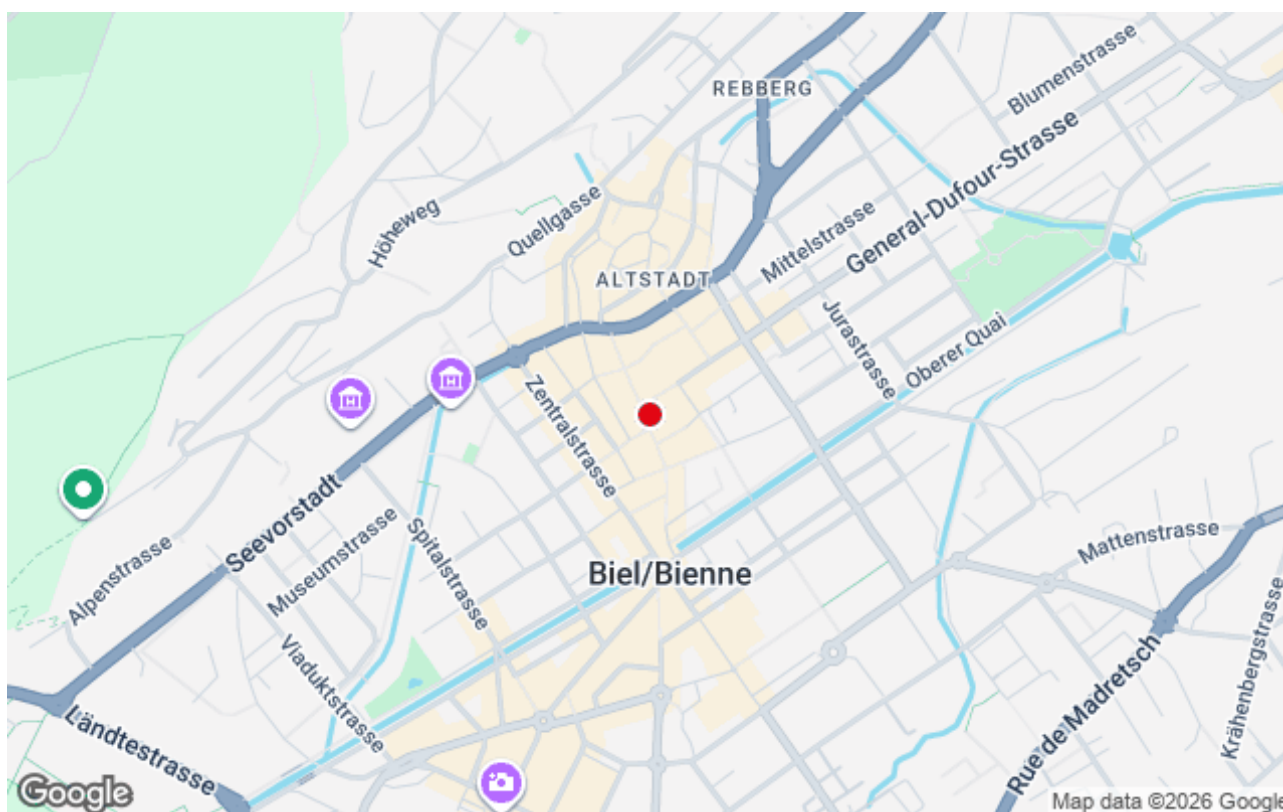 REBBERG
Blumenstrasse
General-Dufour-Strasse
Höheweg
Quellgasse
Mittelstrasse
ALTSTADT
Jurastrasse
Oberer Quai
Zentralstrasse
Seevorstadt
Museumstrasse
Spitalstrasse
Alpenstrasse
Biel/Bienne
Mattenstrasse
Viaduktstrasse
Ländtestrasse
Rue de Madretsch
Krähenbergstrasse
Google
Map data ©2026 Google